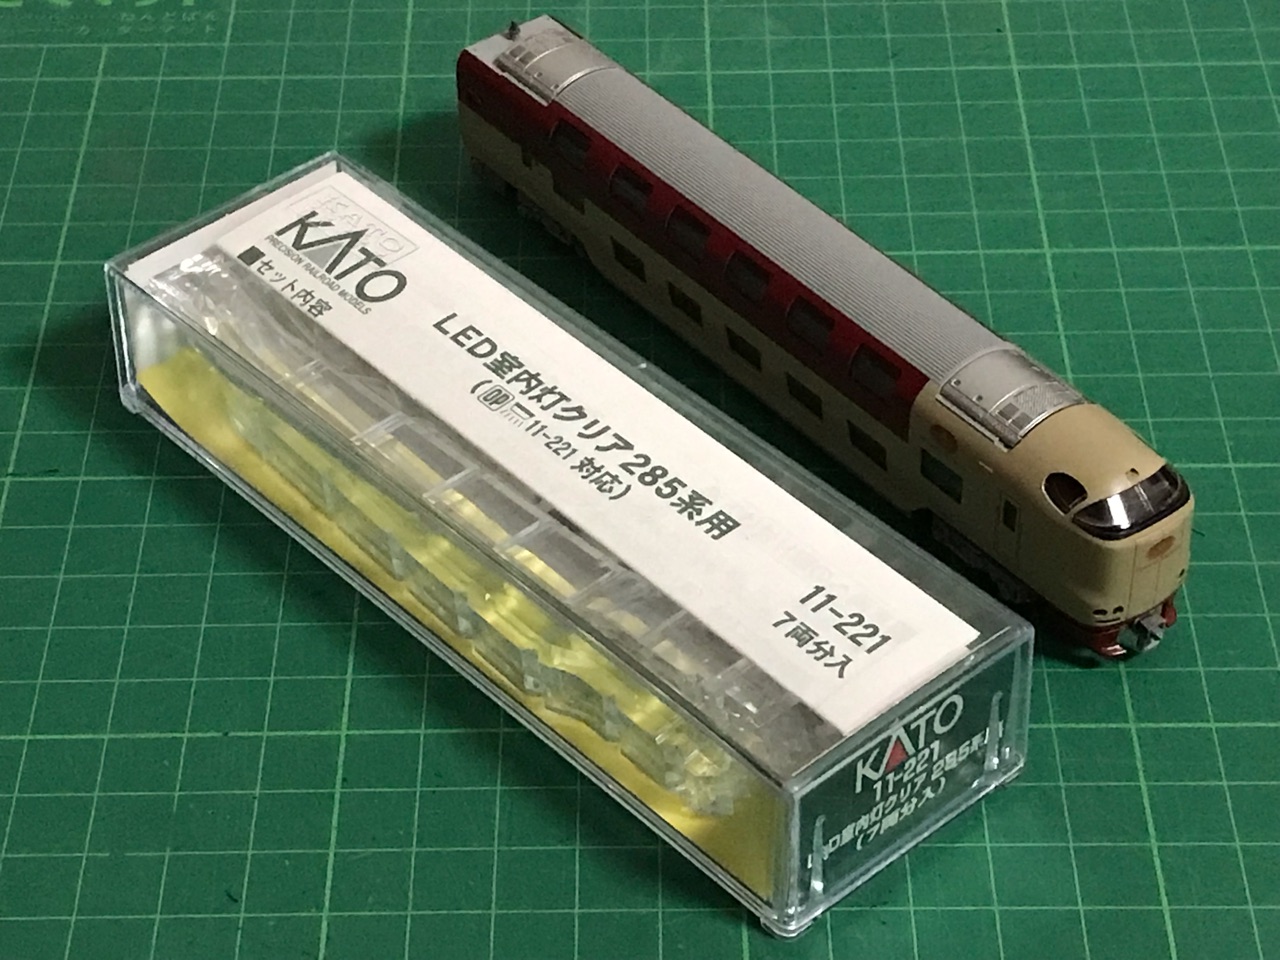 KATO
KATO
PRECISION RAILROAD MODELS
■セット内容
LED室内灯クリア285系用
(DP 11-221 対応)
11-221
7両分入
KATO
11-221
LED室内灯クリア 285系用
(7両分入)